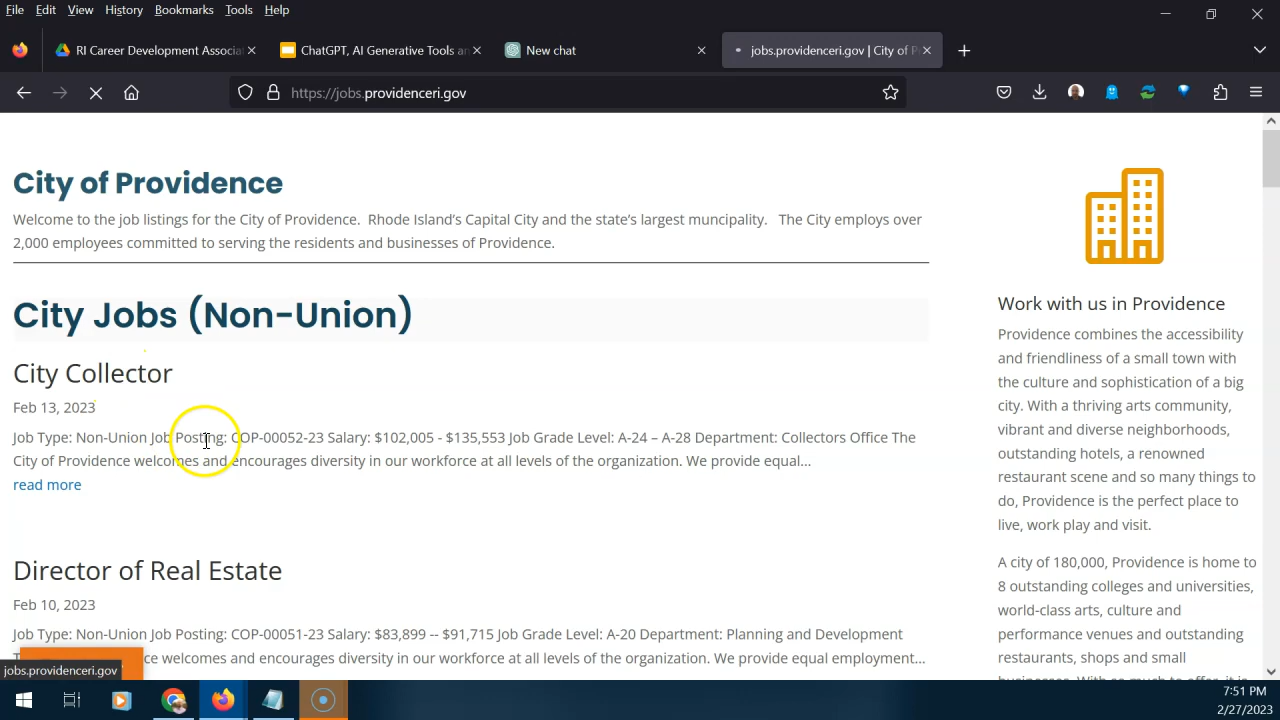 File Edit View History Bookmarks Tools Help
RI Career Development Associa
ChatGPT, AI Generative Tools an
New chat
jobs.providenceri.gov | City of P
https://jobs.providenceri.gov
City of Providence
Welcome to the job listings for the City of Providence. Rhode Island's Capital City and the state's largest muncipality. The City employs over
2,000 employees committed to serving the residents and businesses of Providence.
City Jobs (Non-Union)
City Collector
Feb 13, 2023
Job Type: Non-Union Job Posting: COP-00052-23 Salary: $102,005 - $135,553 Job Grade Level: A-24 – A-28 Department: Collectors Office The
City of Providence welcomes and encourages diversity in our workforce at all levels of the organization. We provide equal...
read more
Director of Real Estate
Feb 10, 2023
Job Type: Non-Union Job Posting: COP-00051-23 Salary: $83,899 -- $91,715 Job Grade Level: A-20 Department: Planning and Development
ce welcomes and encourages diversity in our workforce at all levels of the organization. We provide equal employment...
Work with us in Providence
Providence combines the accessibility
and friendliness of a small town with
the culture and sophistication of a big
city. With a thriving arts community,
vibrant and diverse neighborhoods,
outstanding hotels, a renowned
restaurant scene and so many things to
do, Providence is the perfect place to
live, work play and visit.
A city of 180,000, Providence is home to
8 outstanding colleges and universities,
world-class arts, culture and
performance venues and outstanding
restaurants, shops and small
jobs.providenceri.gov
7:51 PM
2/27/2023